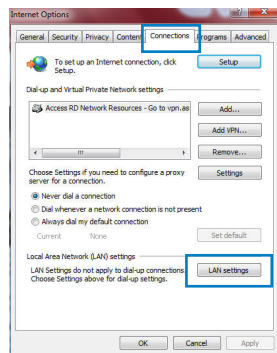 Internet Options
General Security Privacy Content Connections Programs Advanced
To set up an Internet connection, click Setup.
Setup
Dial-up and Virtual Private Network settings
Access RD Network Resources - Go to vpn.as
Add...
Add VPN...
Remove...
Choose Settings if you need to configure a proxy server for a connection.
Settings
Never dial a connection
Dial whenever a network connection is not present
Always dial my default connection
Current None
Set default
Local Area Network (LAN) settings
LAN Settings do not apply to dial-up connections.
Choose Settings above for dial-up settings.
LAN settings
OK Cancel Apply